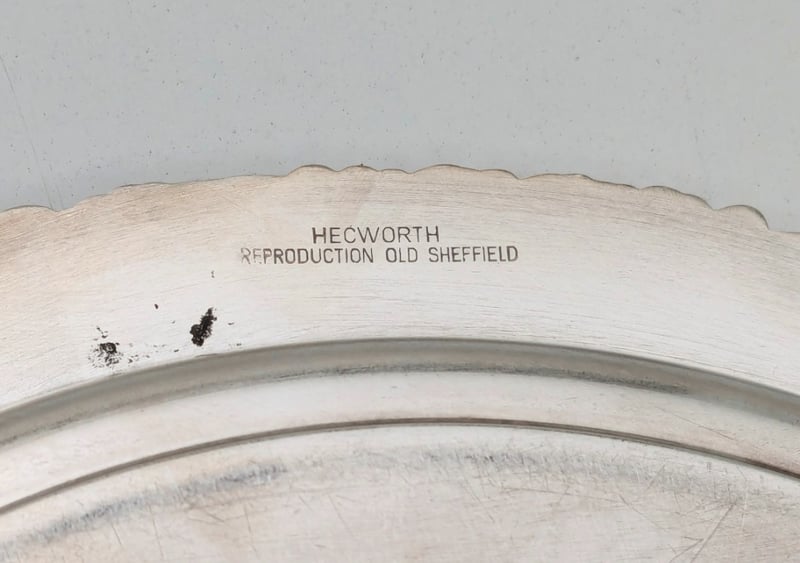 HECWORTH
REPRODUCTION OLD SHEFFIELD